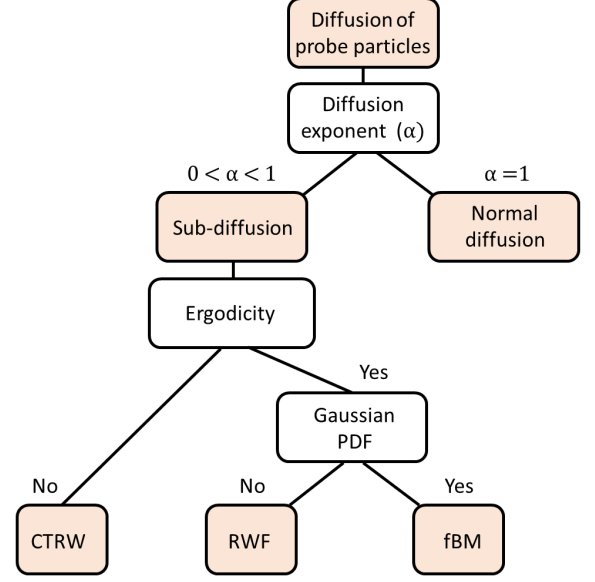 Diffusion of
probe particles
Diffusion
exponent (α)
0 < α < 1
α =1
Sub-diffusion
Normal
diffusion
Ergodicity
Yes
Gaussian
PDF
No
No
Yes
CTRW
RWF
fBM